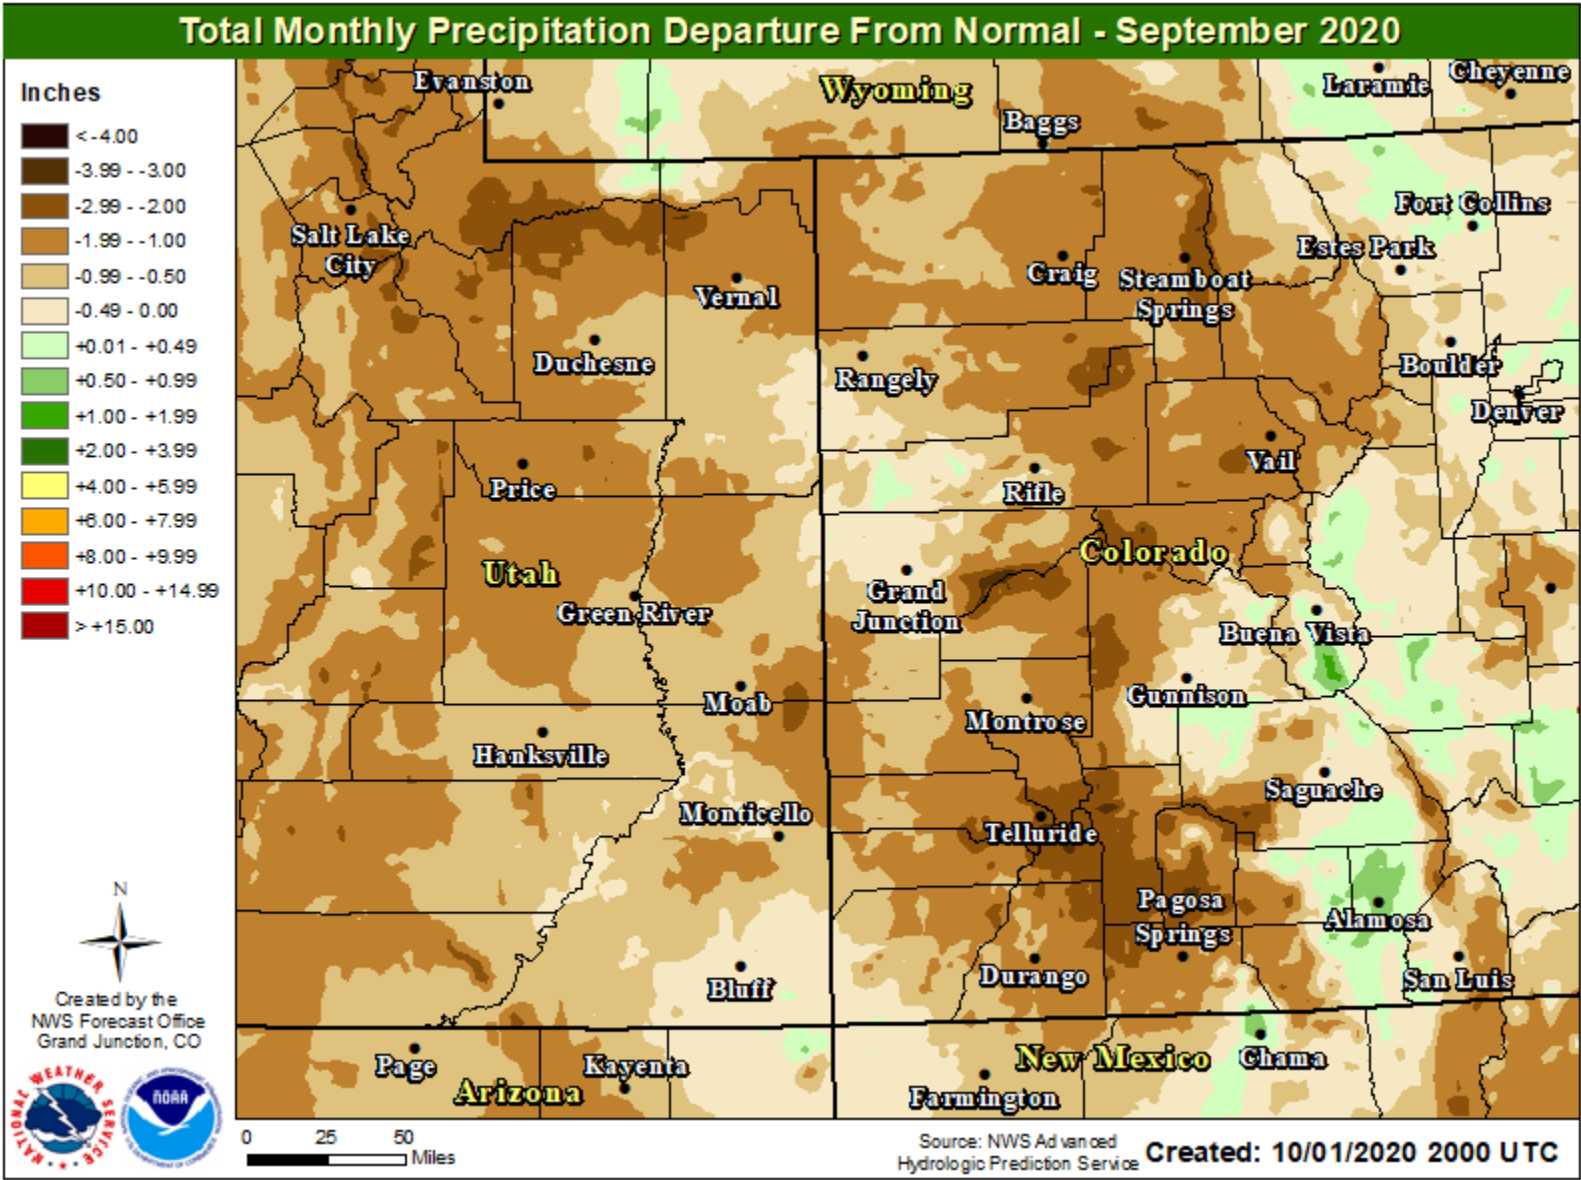 Total Monthly Precipitation Departure From Normal - September 2020
Inches
< -4.00
-3.99 - -3.00
-2.99 - -2.00
-1.99 - -1.00
-0.99 - -0.50
-0.49 - 0.00
+0.01 - +0.49
+0.50 - +0.99
+1.00 - +1.99
+2.00 - +3.99
+4.00 - +5.99
+6.00 - +7.99
+8.00 - +9.99
+10.00 - +14.99
> +15.00
Evanston
Wyoming
Baggs
Laramie
Cheyenne
Salt Lake
City
Vernal
Duchesne
Craig
Steamboat
Springs
Estes Park
Fort Collins
Rangely
Boulder
Denver
Price
Rifle
Vail
Utah
Colorado
Green River
Grand
Junction
Buena Vista
Moab
Montrose
Gunnison
Hanksville
Monticello
Telluride
Saguache
Pagosa
Springs
Alamosa
Bluff
Durango
San Luis
Page
Kayenta
Arizona
New Mexico
Chama
Farmington
N
Created by the
NWS Forecast Office
Grand Junction, CO
NATIONAL WEATHER SERVICE
NOAA
0 25 50
Miles
Source: NWS Advanced
Hydrologic Prediction Service
Created: 10/01/2020 2000 UTC